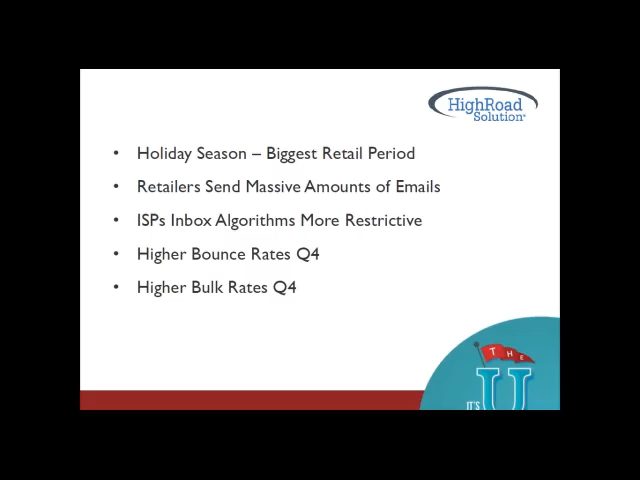 HighRoad
Solution
• Holiday Season – Biggest Retail Period
• Retailers Send Massive Amounts of Emails
• ISPs Inbox Algorithms More Restrictive
• Higher Bounce Rates Q4
• Higher Bulk Rates Q4
THE
IT'S U